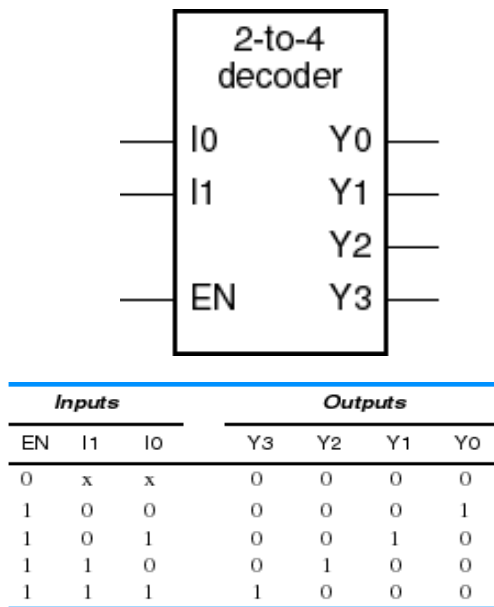 2-to-4
decoder
I0 Y0
I1 Y1
Y2
EN Y3
Inputs Outputs
EN I1 I0 Y3 Y2 Y1 Y0
0 x x 0 0 0 0
1 0 0 0 0 0 1
1 0 1 0 0 1 0
1 1 0 0 1 0 0
1 1 1 1 0 0 0